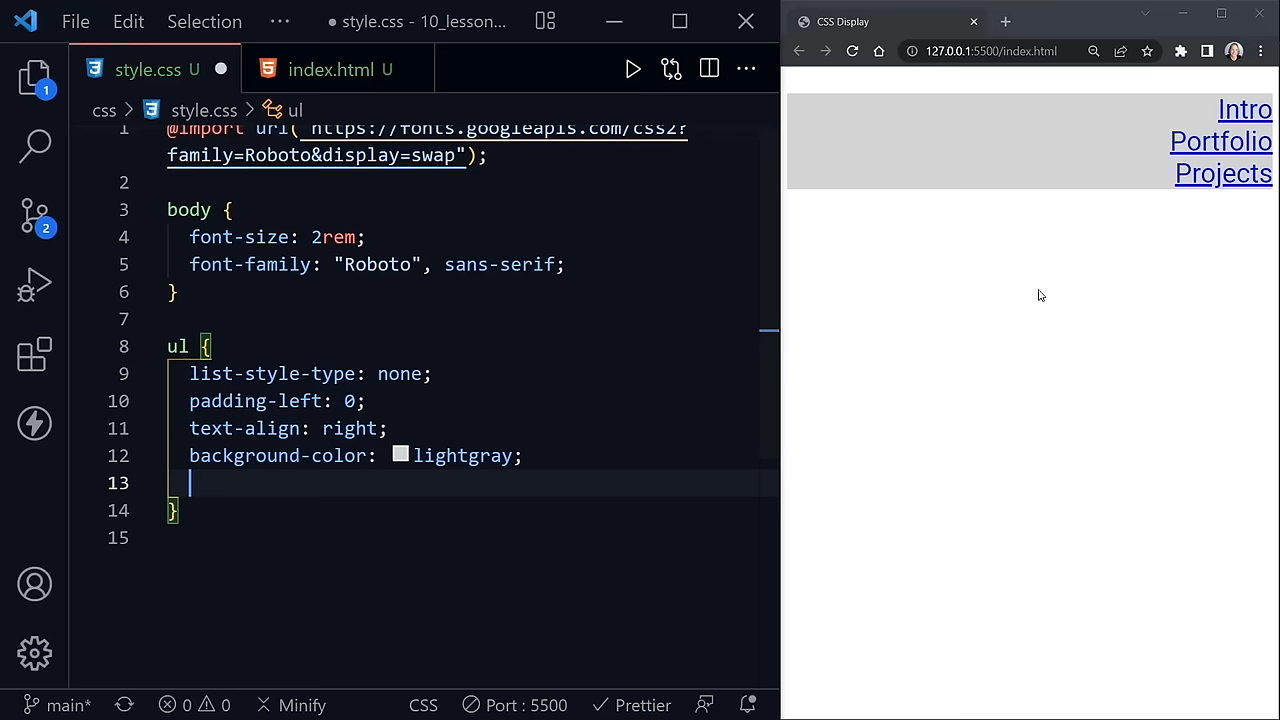 File Edit Selection ··· ● style.css - 10_lesson...
style.css U ● index.html U
css > style.css > ul
1 @import url("https://fonts.googleapis.com/css2?
family=Roboto&display=swap");
2
3 body {
4 font-size: 2rem;
5 font-family: "Roboto", sans-serif;
6 }
7
8 ul {
9 list-style-type: none;
10 padding-left: 0;
11 text-align: right;
12 background-color: lightgray;
13
14 }
15
1
2
main* 0 0 Minify CSS Port : 5500 Prettier
CSS Display
127.0.0.1:5500/index.html
Intro
Portfolio
Projects